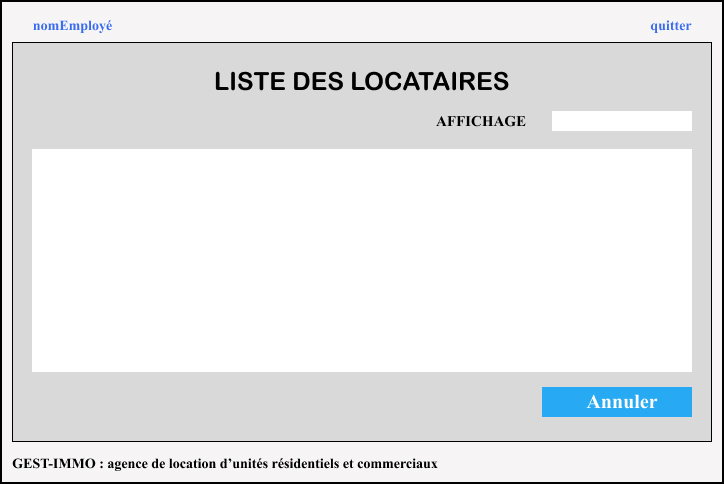 nomEmployé quitter
LISTE DES LOCATAIRES
AFFICHAGE
Annuler
GEST-IMMO : agence de location d’unités résidentiels et commerciaux